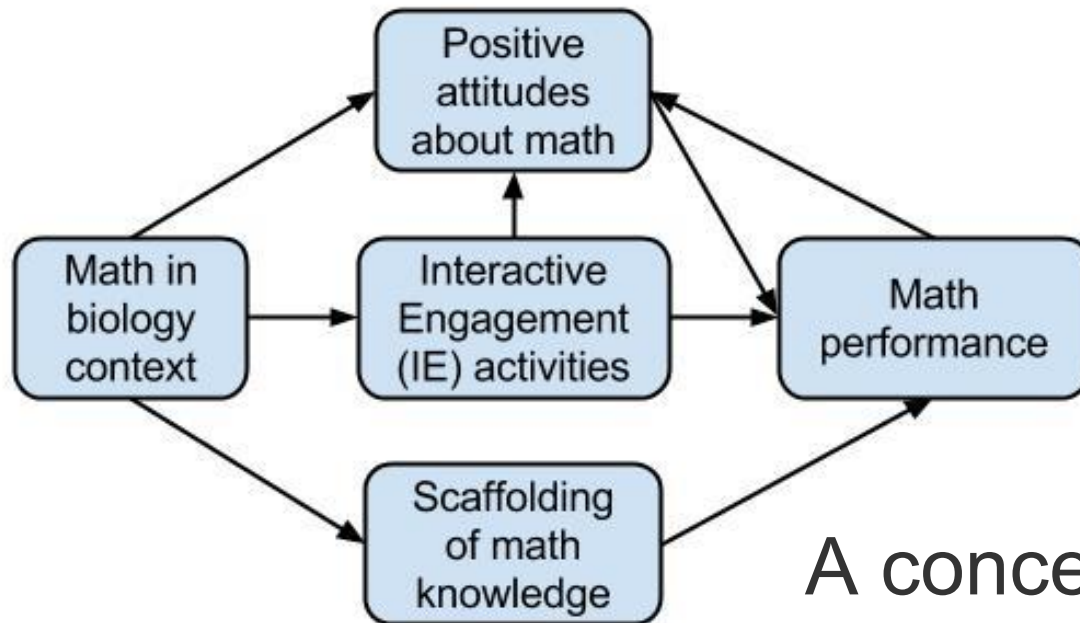 Positive
attitudes
about math
Math in
biology
context
Interactive
Engagement
(IE) activities
Math
performance
Scaffolding
of math
knowledge
A conce